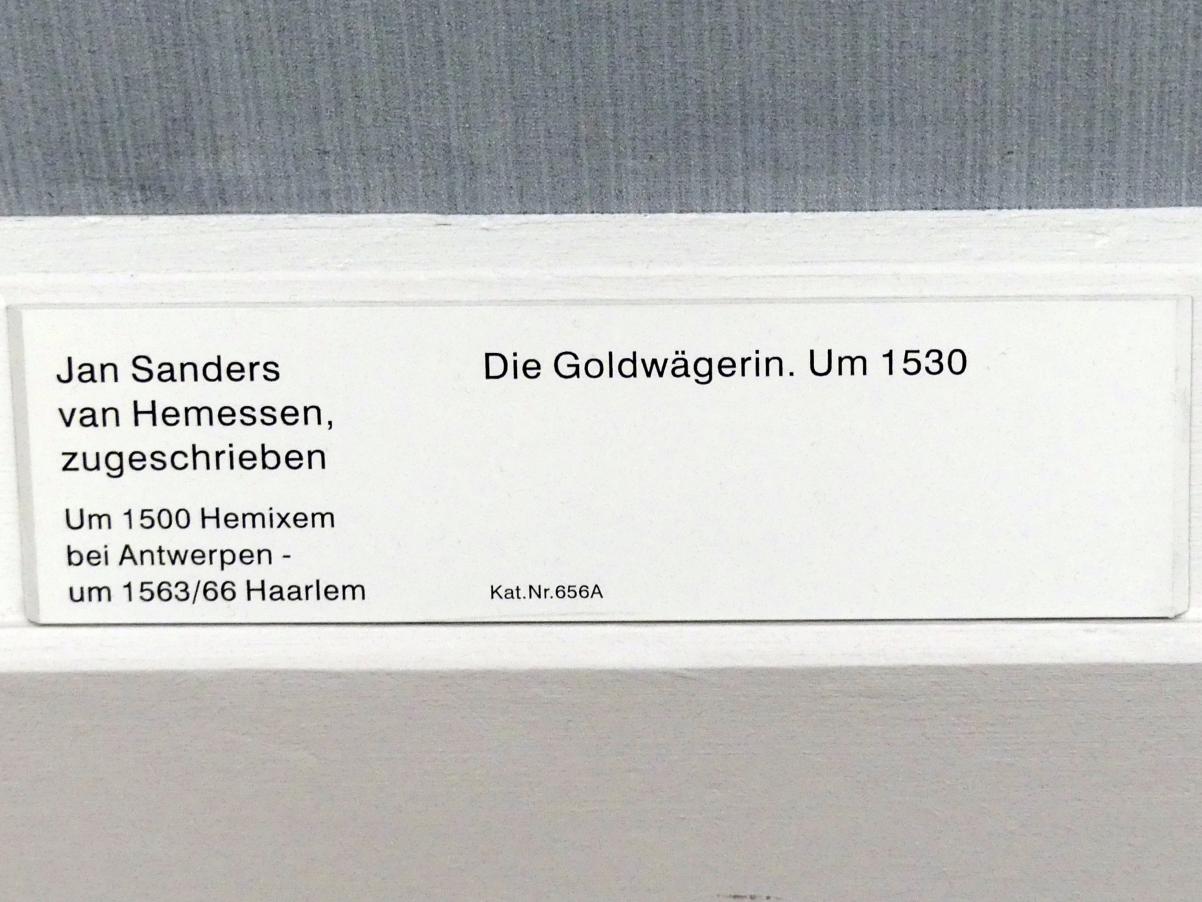 Jan Sanders
van Hemessen,
zugeschrieben
Um 1500 Hemixem
bei Antwerpen -
um 1563/66 Haarlem
Die Goldwägerin. Um 1530
Kat.Nr.656A